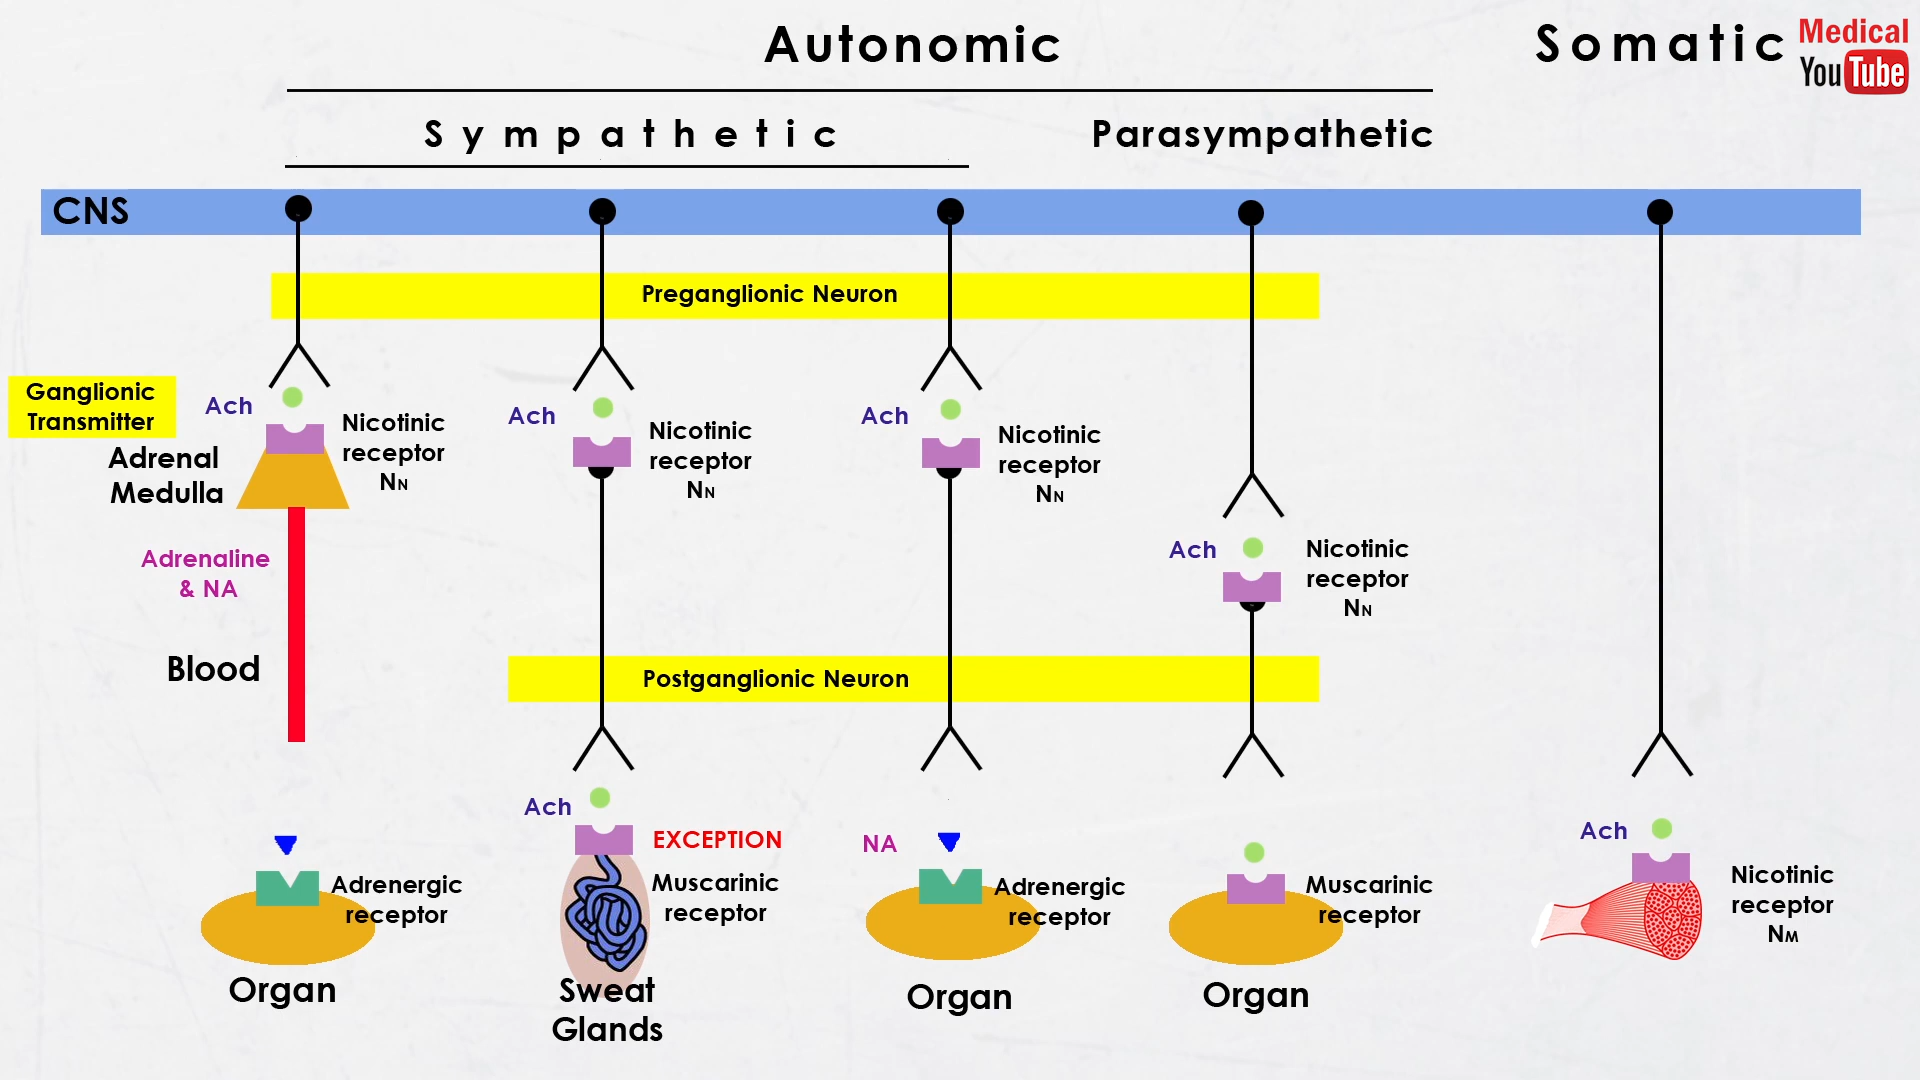 Autonomic
Somatic
Medical
YouTube
Sympathetic
Parasympathetic
CNS
Preganglionic Neuron
Ganglionic
Transmitter
Ach
Nicotinic
receptor
NN
Adrenal
Medulla
Ach
Nicotinic
receptor
NN
Ach
Nicotinic
receptor
NN
Ach
Nicotinic
receptor
NN
Adrenaline
& NA
Blood
Postganglionic Neuron
Adrenergic
receptor
Organ
Ach
EXCEPTION
Muscarinic
receptor
Sweat
Glands
NA
Adrenergic
receptor
Organ
Muscarinic
receptor
Organ
Ach
Nicotinic
receptor
NM